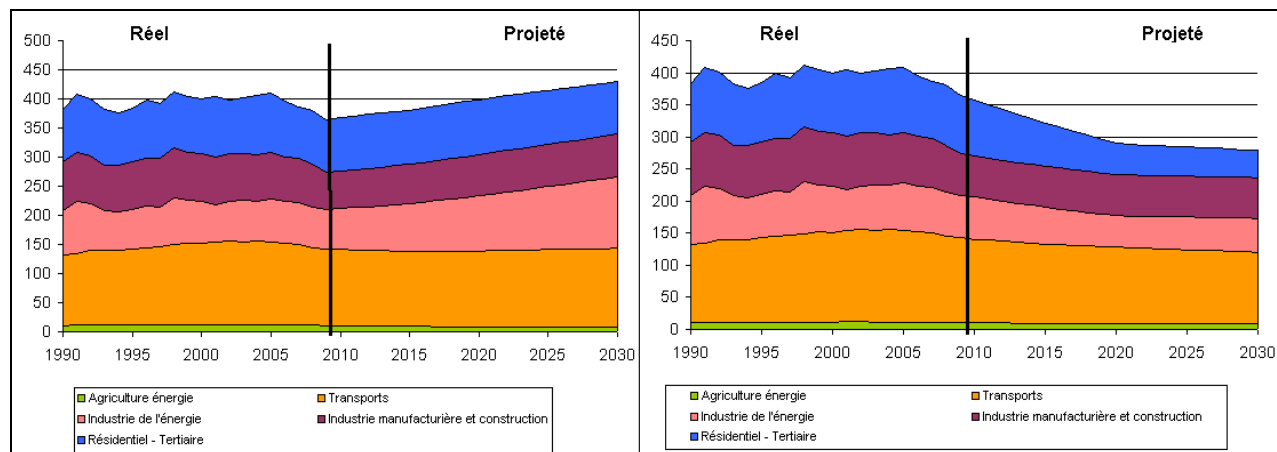 Réel Projeté
500
450
400
350
300
250
200
150
100
50
0
1990 1995 2000 2005 2010 2015 2020 2025 2030
Agriculture énergie Transports
Industrie de l'énergie Industrie manufacturière et construction
Résidentiel - Tertiaire
Réel Projeté
450
400
350
300
250
200
150
100
50
0
1990 1995 2000 2005 2010 2015 2020 2025 2030
Agriculture énergie Transports
Industrie de l'énergie Industrie manufacturière et construction
Résidentiel - Tertiaire